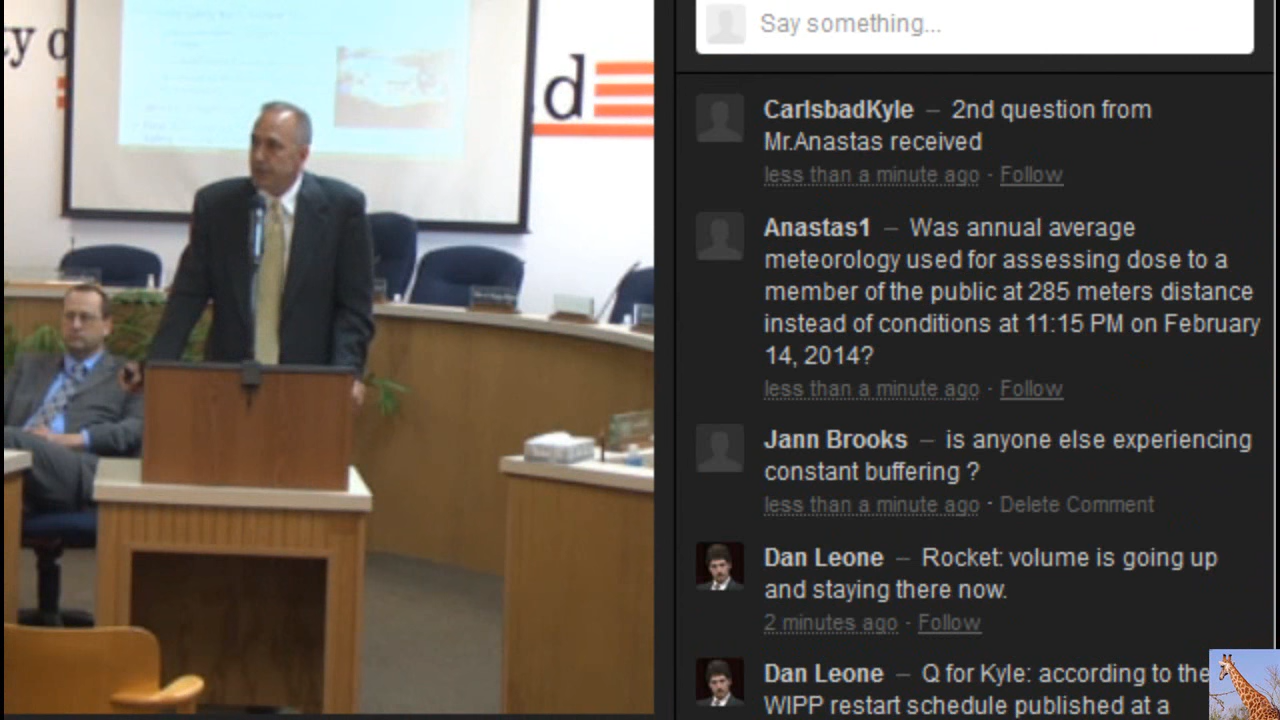 ty of
d
Say something...
CarlsbadKyle – 2nd question from
Mr.Anastas received
less than a minute ago · Follow
Anastas1 – Was annual average
meteorology used for assessing dose to a
member of the public at 285 meters distance
instead of conditions at 11:15 PM on February
14, 2014?
less than a minute ago · Follow
Jann Brooks – is anyone else experiencing
constant buffering ?
less than a minute ago · Delete Comment
Dan Leone – Rocket: volume is going up
and staying there now.
2 minutes ago · Follow
Dan Leone – Q for Kyle: according to the
WIPP restart schedule published at a